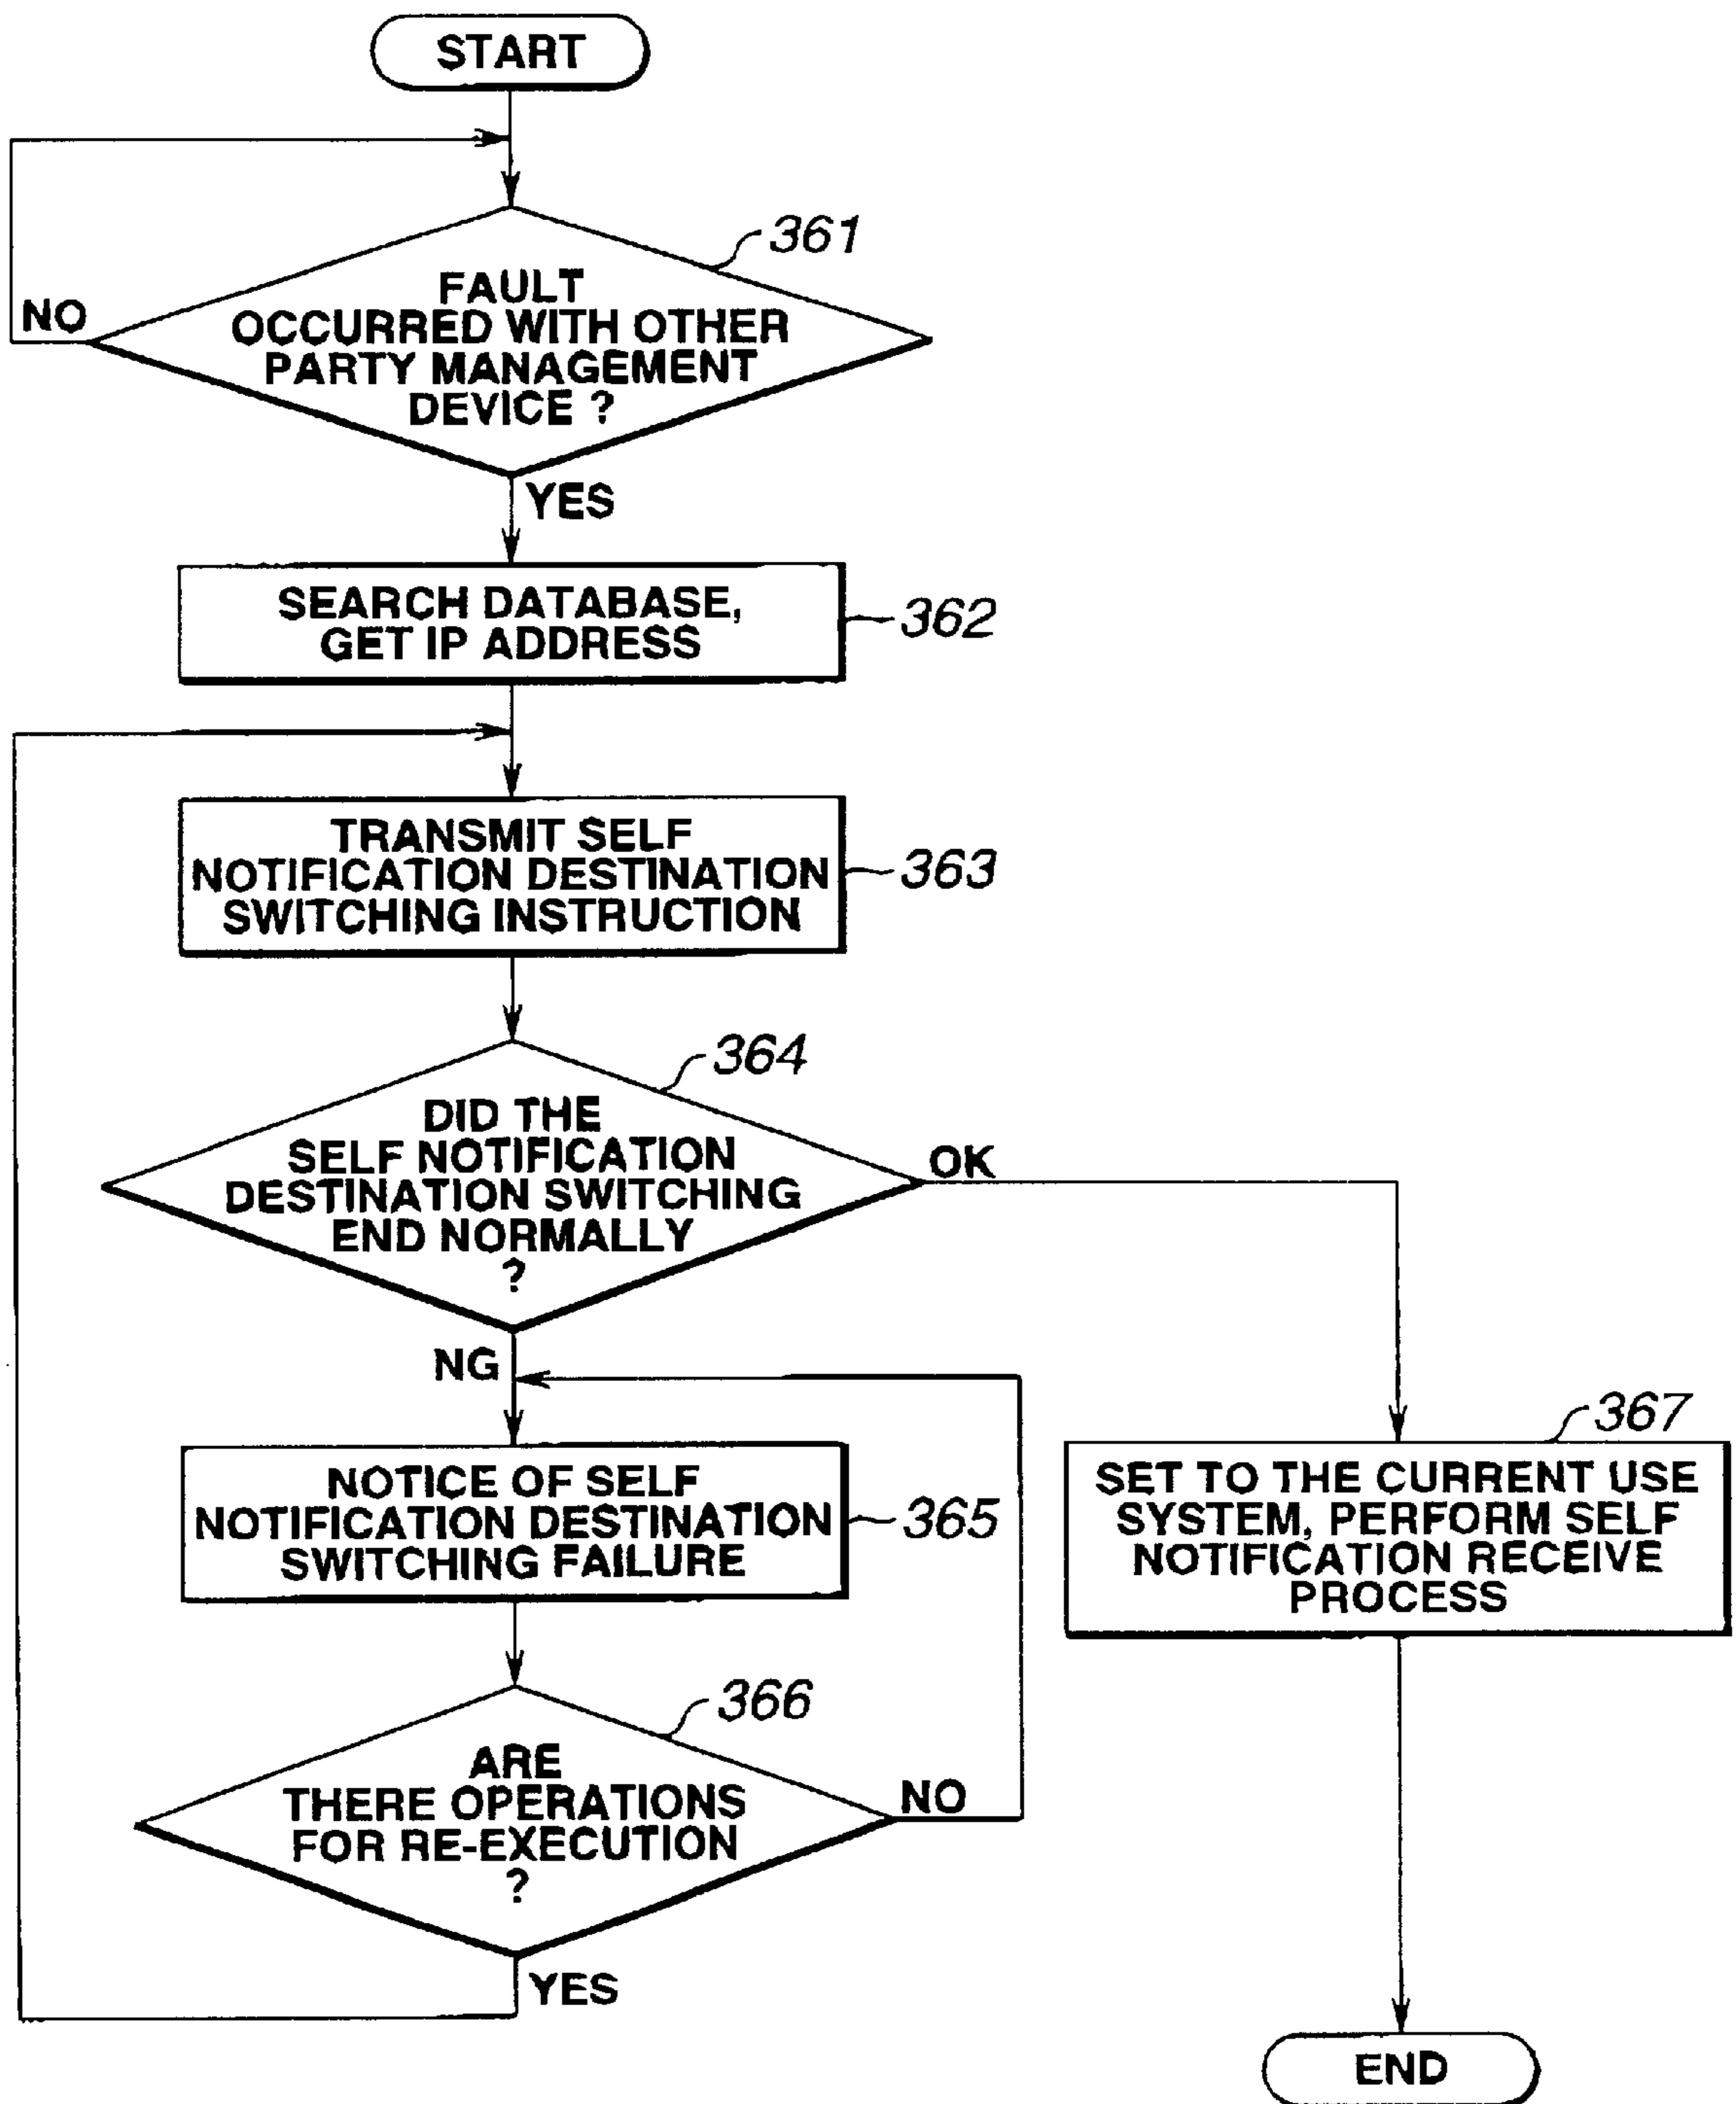 START
361
FAULT
OCCURRED WITH OTHER
PARTY MANAGEMENT
DEVICE ?
NO
YES
SEARCH DATABASE,
GET IP ADDRESS
362
TRANSMIT SELF
NOTIFICATION DESTINATION
SWITCHING INSTRUCTION
363
364
DID THE
SELF NOTIFICATION
DESTINATION SWITCHING
END NORMALLY
?
OK
NG
NOTICE OF SELF
NOTIFICATION DESTINATION
SWITCHING FAILURE
365
367
SET TO THE CURRENT USE
SYSTEM, PERFORM SELF
NOTIFICATION RECEIVE
PROCESS
366
ARE
THERE OPERATIONS
FOR RE-EXECUTION
?
NO
YES
END